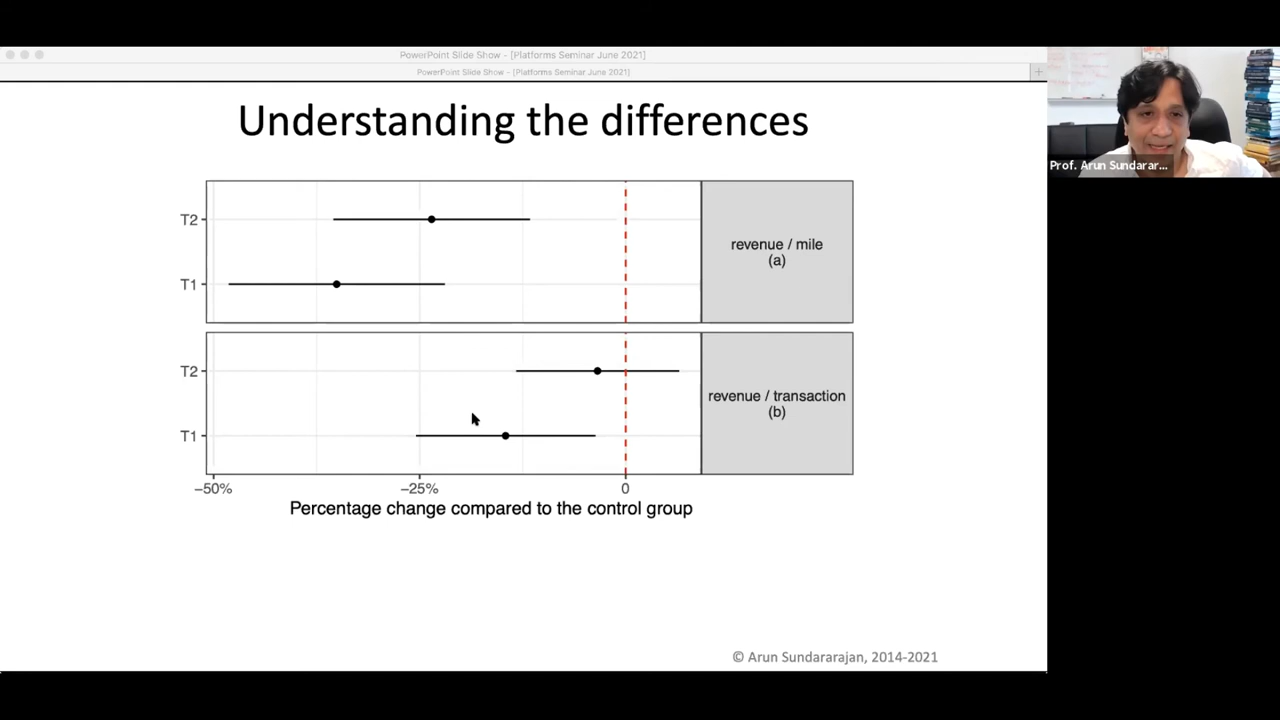 PowerPoint Slide Show - [Platforms Seminar June 2021]
PowerPoint Slide Show - [Platforms Seminar June 2021]
Understanding the differences
T2
T1
revenue / mile
(a)
T2
T1
revenue / transaction
(b)
−50%
−25%
0
Percentage change compared to the control group
© Arun Sundararajan, 2014-2021
Prof. Arun Sundarar...